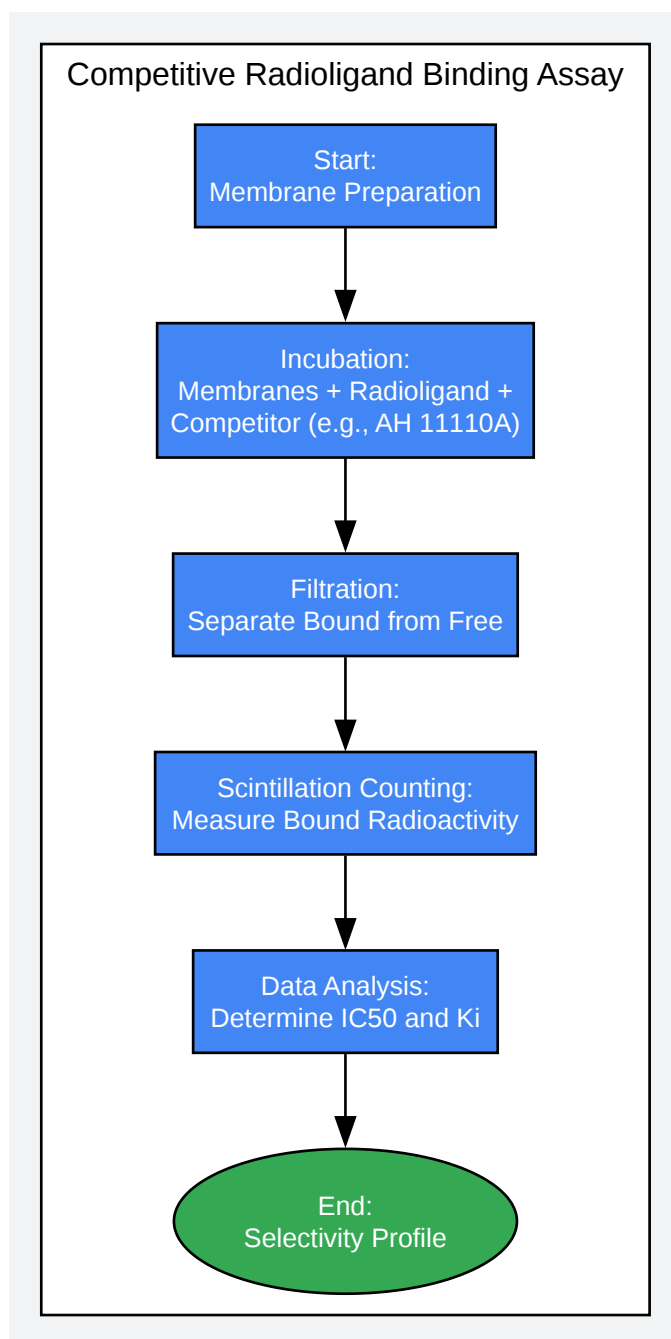 Competitive Radioligand Binding Assay
Start:
Membrane Preparation
Incubation:
Membranes + Radioligand +
Competitor (e.g., AH 11110A)
Filtration:
Separate Bound from Free
Scintillation Counting:
Measure Bound Radioactivity
Data Analysis:
Determine IC50 and Ki
End:
Selectivity Profile